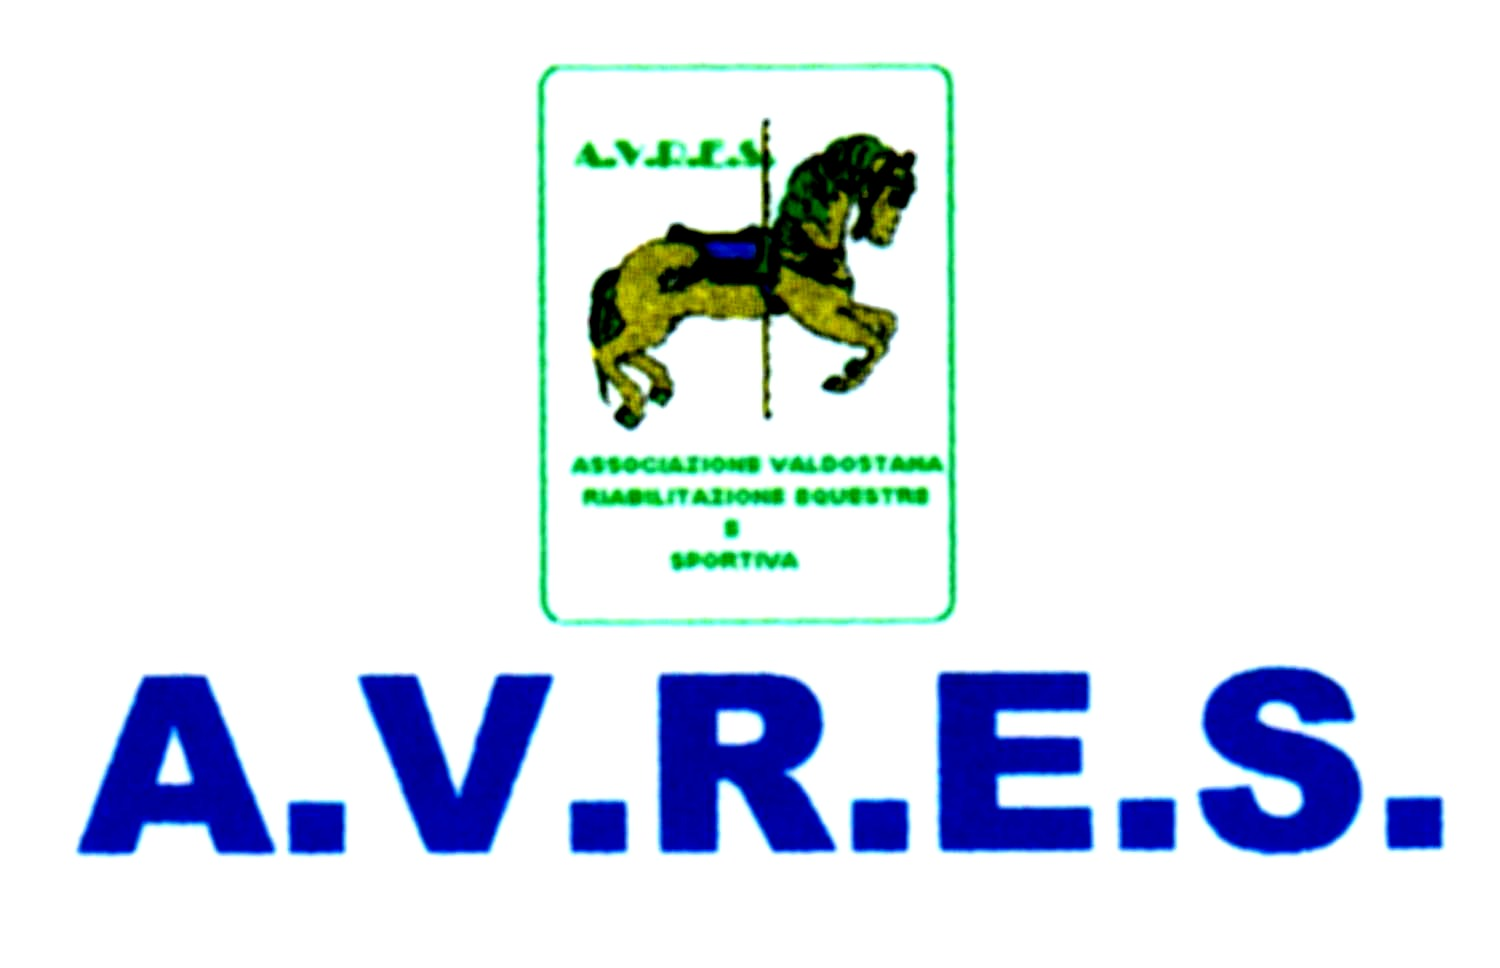 A.V.R.E.S.
ASSOCIAZIONE VALDOSTANA
RIABILITAZIONE EQUESTRE
E
SPORTIVA
A.V.R.E.S.